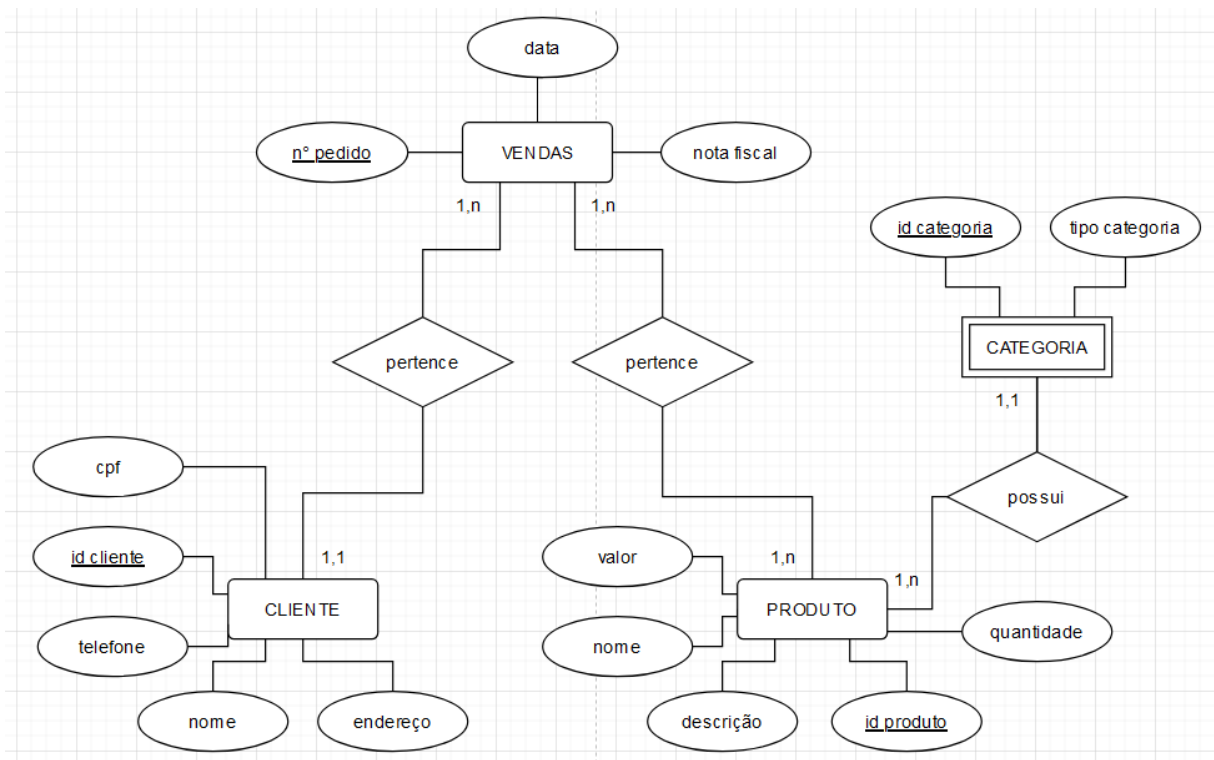 data
n° pedido
VENDAS
nota fiscal
1,n
1,n
id categoria
tipo categoria
CATEGORIA
pertence
pertence
1,1
cpf
possui
id cliente
1,1
valor
1,n
1,n
CLIENTE
PRODUTO
telefone
nome
quantidade
nome
endereço
descrição
id produto